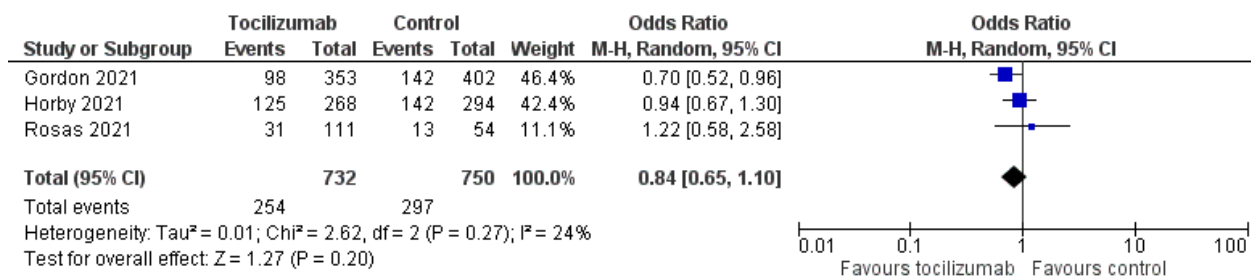 Tocilizumab Control Odds Ratio Odds Ratio
Study or Subgroup Events Total Events Total Weight M-H, Random, 95% CI M-H, Random, 95% CI
Gordon 2021 98 353 142 402 46.4% 0.70 [0.52, 0.96]
Horby 2021 125 268 142 294 42.4% 0.94 [0.67, 1.30]
Rosas 2021 31 111 13 54 11.1% 1.22 [0.58, 2.58]
Total (95% CI) 732 750 100.0% 0.84 [0.65, 1.10]
Total events 254 297
Heterogeneity: Tau² = 0.01; Chi² = 2.62, df = 2 (P = 0.27); I² = 24%
Test for overall effect: Z = 1.27 (P = 0.20)
0.01 0.1 1 10 100
Favours tocilizumab Favours control